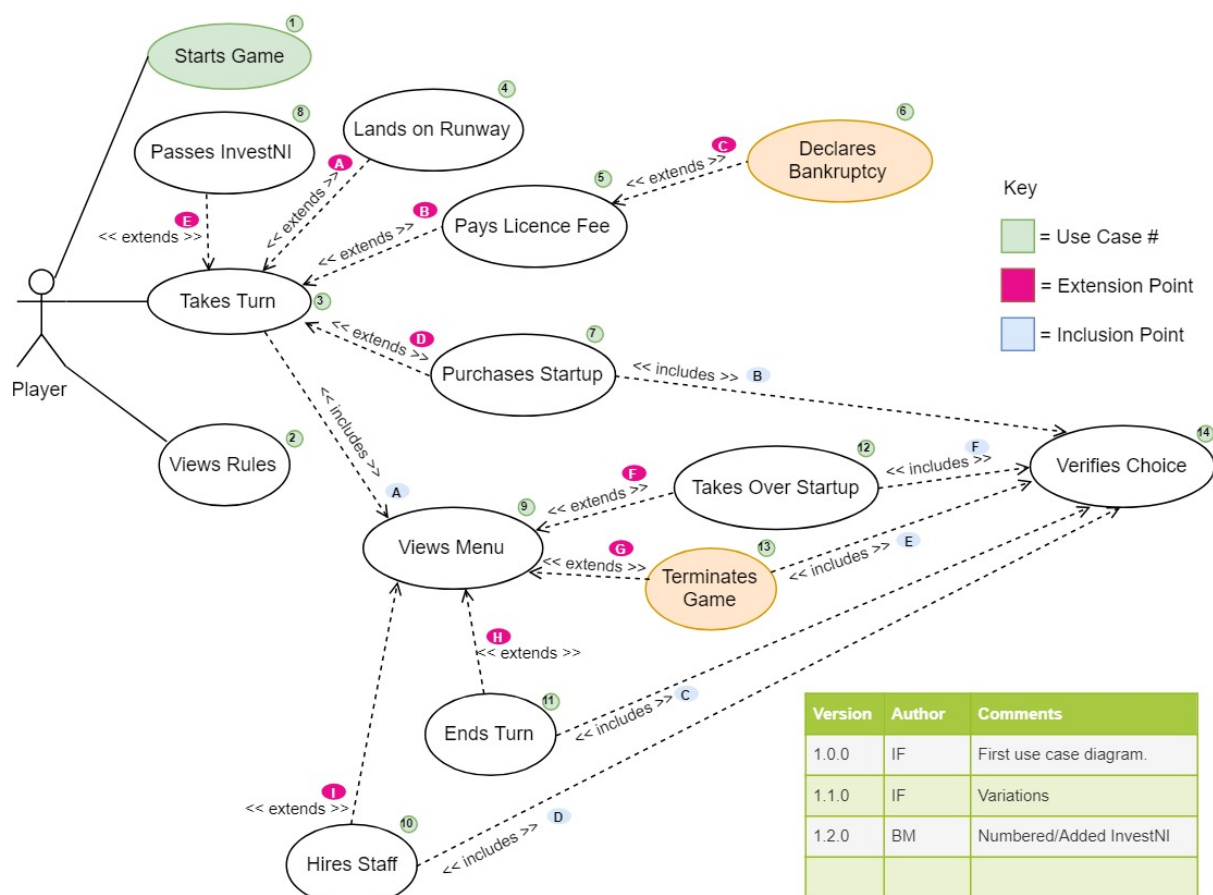 1
Starts Game
8
Passes InvestNI
4
Lands on Runway
6
Declares
Bankruptcy
A
<< extends >>
C
<< extends >>
5
Pays Licence Fee
B
<< extends >>
E
<< extends >>
Key
= Use Case #
= Extension Point
= Inclusion Point
Takes Turn
3
Player
<< extends >>
D
7
Purchases Startup
<< includes >>
B
2
Views Rules
<< includes >>
A
14
Verifies Choice
12
Takes Over Startup
F
<< includes >>
F
<< extends >>
9
Views Menu
G
<< extends >>
13
Terminates
Game
<< includes >>
E
H
<< extends >>
11
Ends Turn
<< includes >>
C
I
<< extends >>
10
Hires Staff
<< includes >>
D
Version Author Comments
1.0.0 IF First use case diagram.
1.1.0 IF Variations
1.2.0 BM Numbered/Added InvestNI